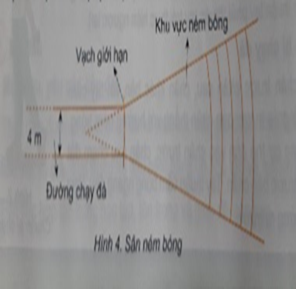 Khu vực ném bóng
Vạch giới hạn
4 m
Đường chạy đà
Hình 4. Sân ném bóng